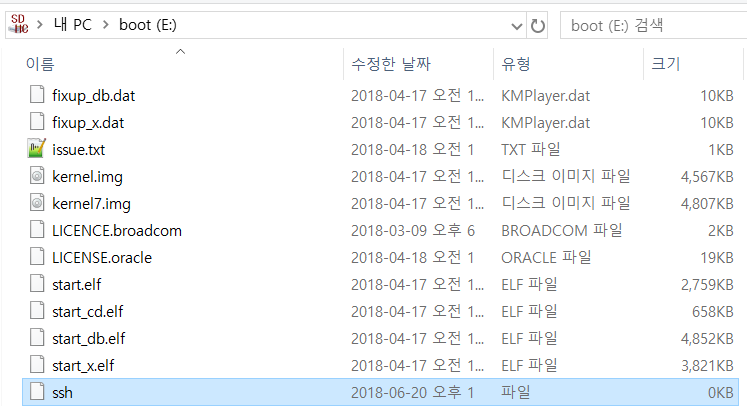 SD HC 내 PC > boot (E:) boot (E:) 검색
이름 수정한 날짜 유형 크기
fixup_db.dat 2018-04-17 오전 1... KMPlayer.dat 10KB
fixup_x.dat 2018-04-17 오전 1... KMPlayer.dat 10KB
issue.txt 2018-04-18 오전 1 TXT 파일 1KB
kernel.img 2018-04-17 오전 1... 디스크 이미지 파일 4,567KB
kernel7.img 2018-04-17 오전 1... 디스크 이미지 파일 4,807KB
LICENCE.broadcom 2018-03-09 오후 6 BROADCOM 파일 2KB
LICENSE.oracle 2018-04-18 오전 1 ORACLE 파일 19KB
start.elf 2018-04-17 오전 1... ELF 파일 2,759KB
start_cd.elf 2018-04-17 오전 1... ELF 파일 658KB
start_db.elf 2018-04-17 오전 1... ELF 파일 4,852KB
start_x.elf 2018-04-17 오전 1... ELF 파일 3,821KB
ssh 2018-06-20 오후 1 파일 0KB